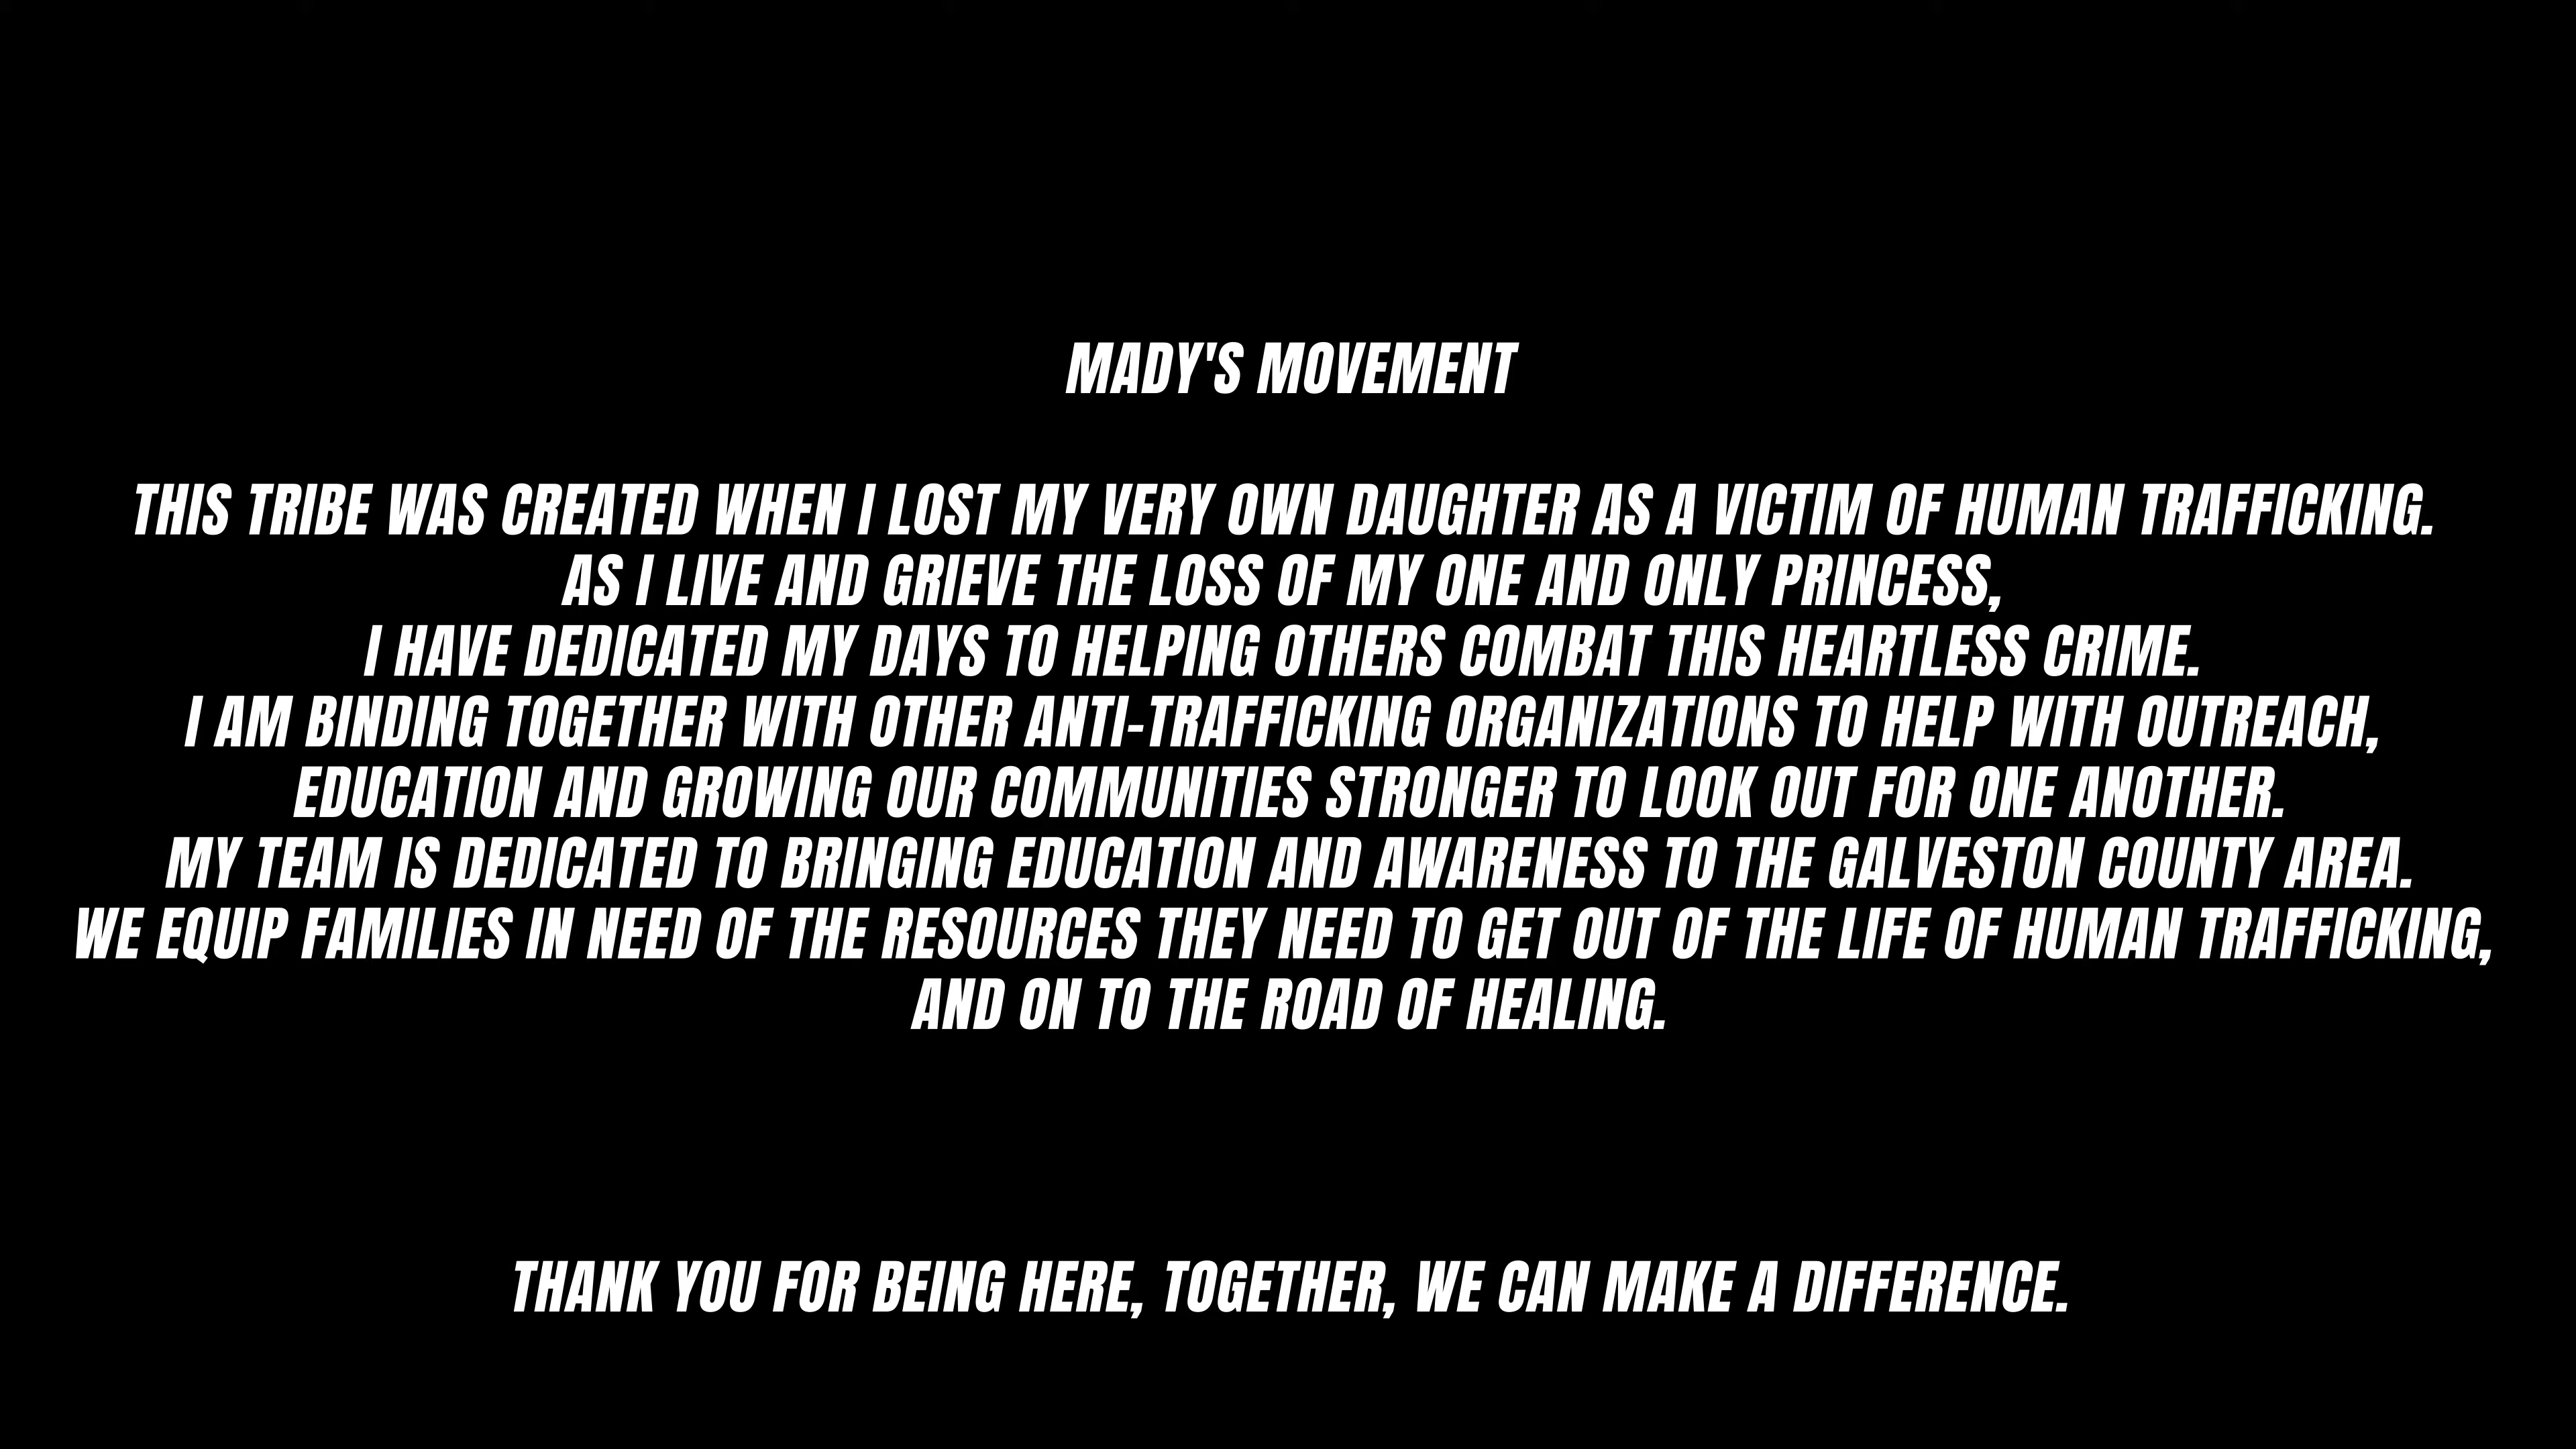 MADY'S MOVEMENT
THIS TRIBE WAS CREATED WHEN I LOST MY VERY OWN DAUGHTER AS A VICTIM OF HUMAN TRAFFICKING.
AS I LIVE AND GRIEVE THE LOSS OF MY ONE AND ONLY PRINCESS,
I HAVE DEDICATED MY DAYS TO HELPING OTHERS COMBAT THIS HEARTLESS CRIME.
I AM BINDING TOGETHER WITH OTHER ANTI-TRAFFICKING ORGANIZATIONS TO HELP WITH OUTREACH,
EDUCATION AND GROWING OUR COMMUNITIES STRONGER TO LOOK OUT FOR ONE ANOTHER.
MY TEAM IS DEDICATED TO BRINGING EDUCATION AND AWARENESS TO THE GALVESTON COUNTY AREA.
WE EQUIP FAMILIES IN NEED OF THE RESOURCES THEY NEED TO GET OUT OF THE LIFE OF HUMAN TRAFFICKING,
AND ON TO THE ROAD OF HEALING.
THANK YOU FOR BEING HERE, TOGETHER, WE CAN MAKE A DIFFERENCE.